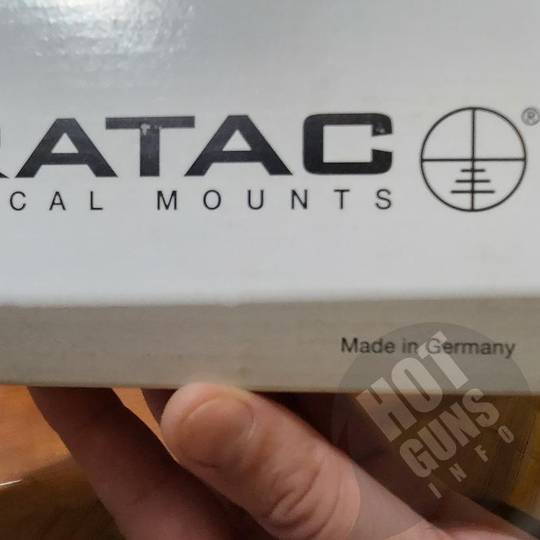 RATAC
CAL MOUNTS
®
Made in Germany
HOT
GUNS
INFO